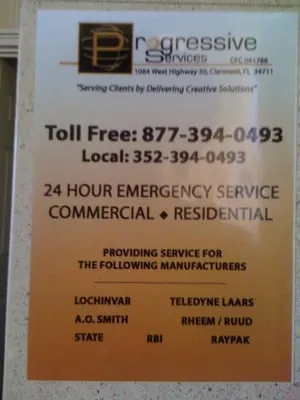 Progressive
Services CFC 041766
1084 West Highway 50, Clermont, FL 34711
"Serving Clients by Delivering Creative Solutions"
Toll Free: 877-394-0493
Local: 352-394-0493
24 HOUR EMERGENCY SERVICE
COMMERCIAL ◆ RESIDENTIAL
PROVIDING SERVICE FOR
THE FOLLOWING MANUFACTURERS
LOCHINVAR TELEDYNE LAARS
A.O. SMITH RHEEM / RUUD
STATE RBI RAYPAK